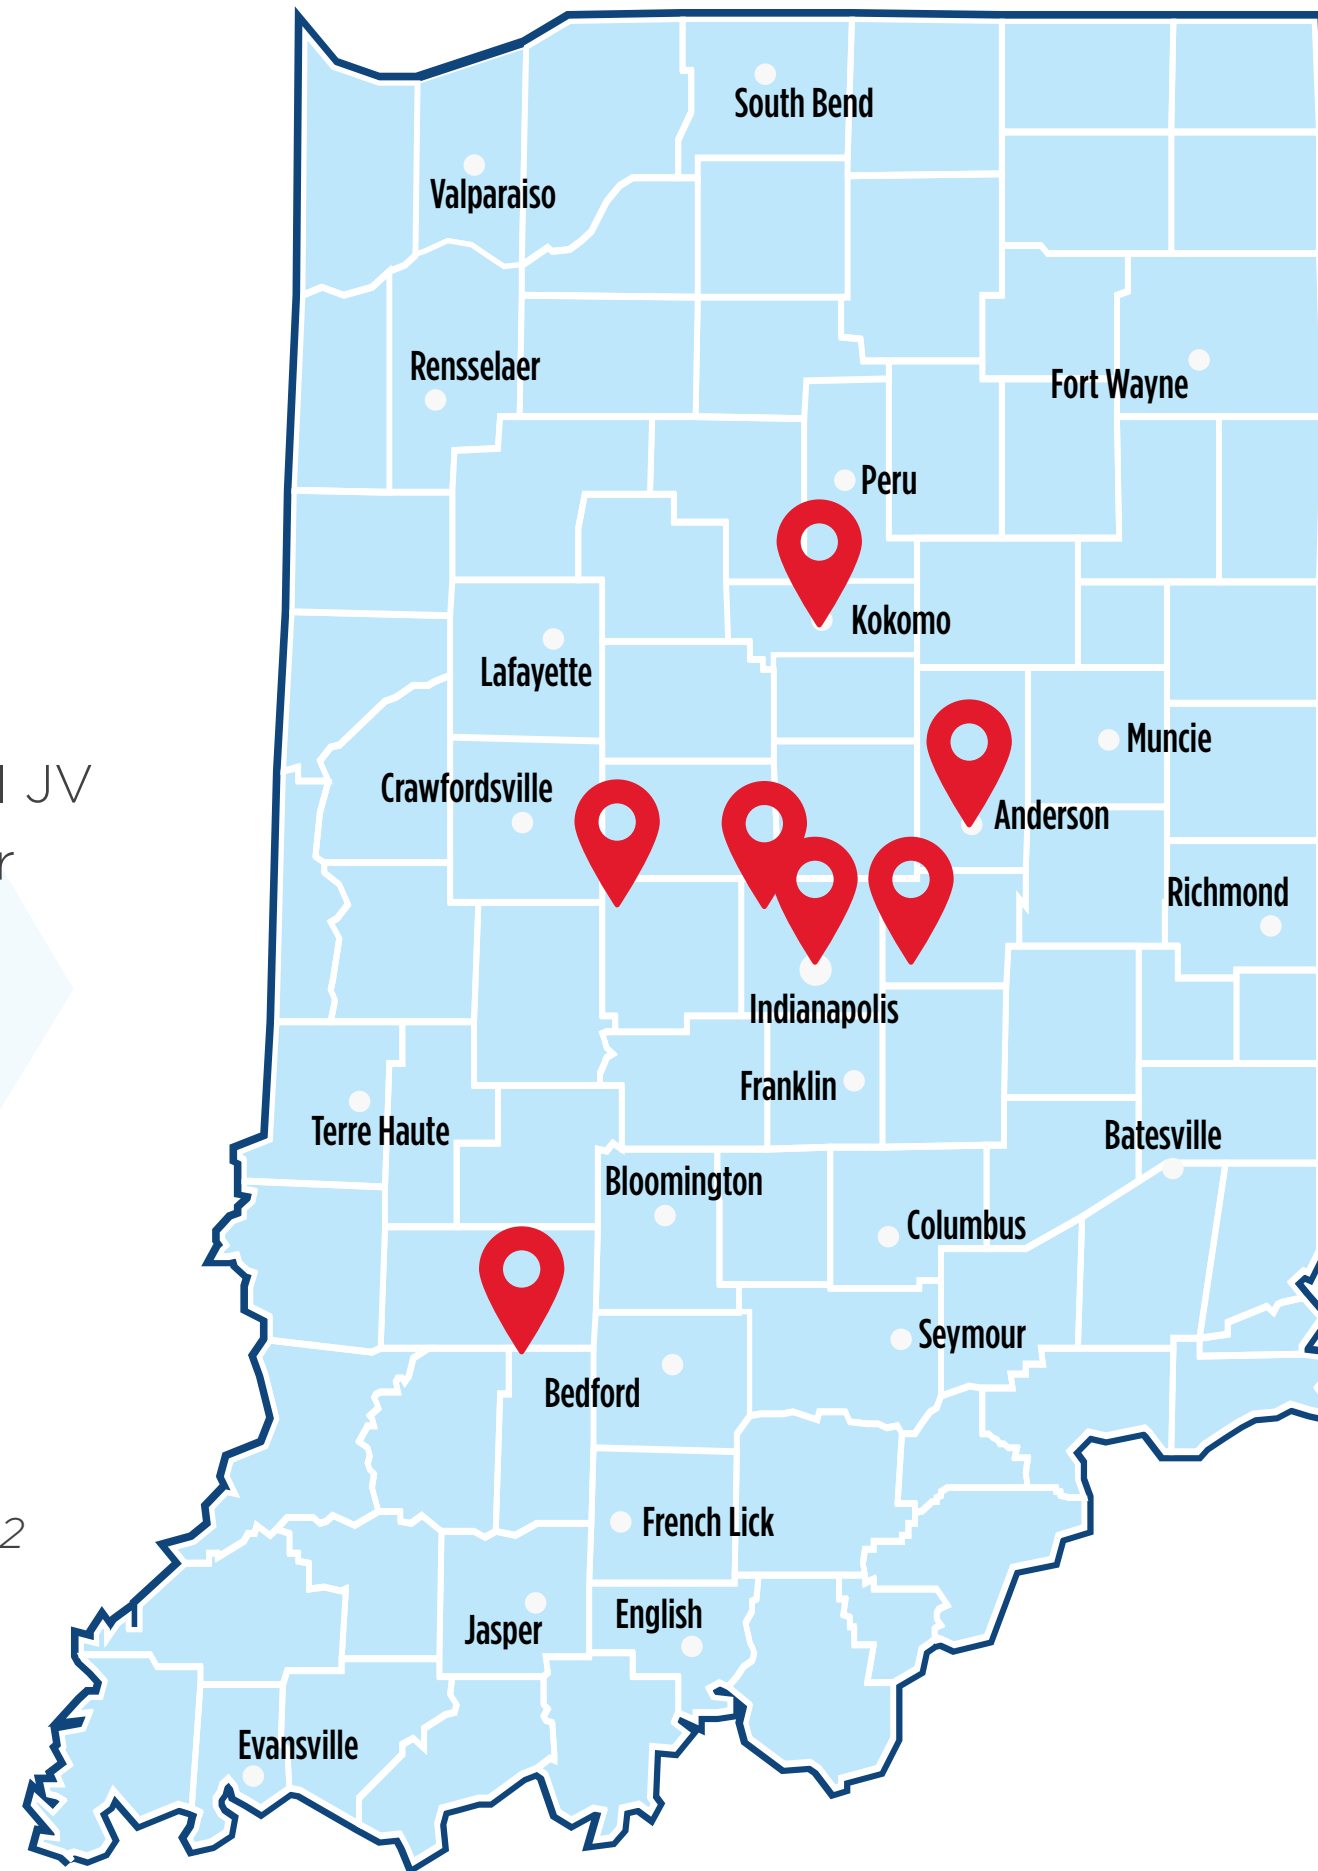 South Bend
Valparaiso
Rensselaer
Fort Wayne
Peru
Kokomo
Lafayette
Muncie
JV
Crawfordsville
Anderson
r
Richmond
Indianapolis
Franklin
Terre Haute
Batesville
Bloomington
Columbus
Seymour
Bedford
French Lick
2
English
Jasper
Evansville